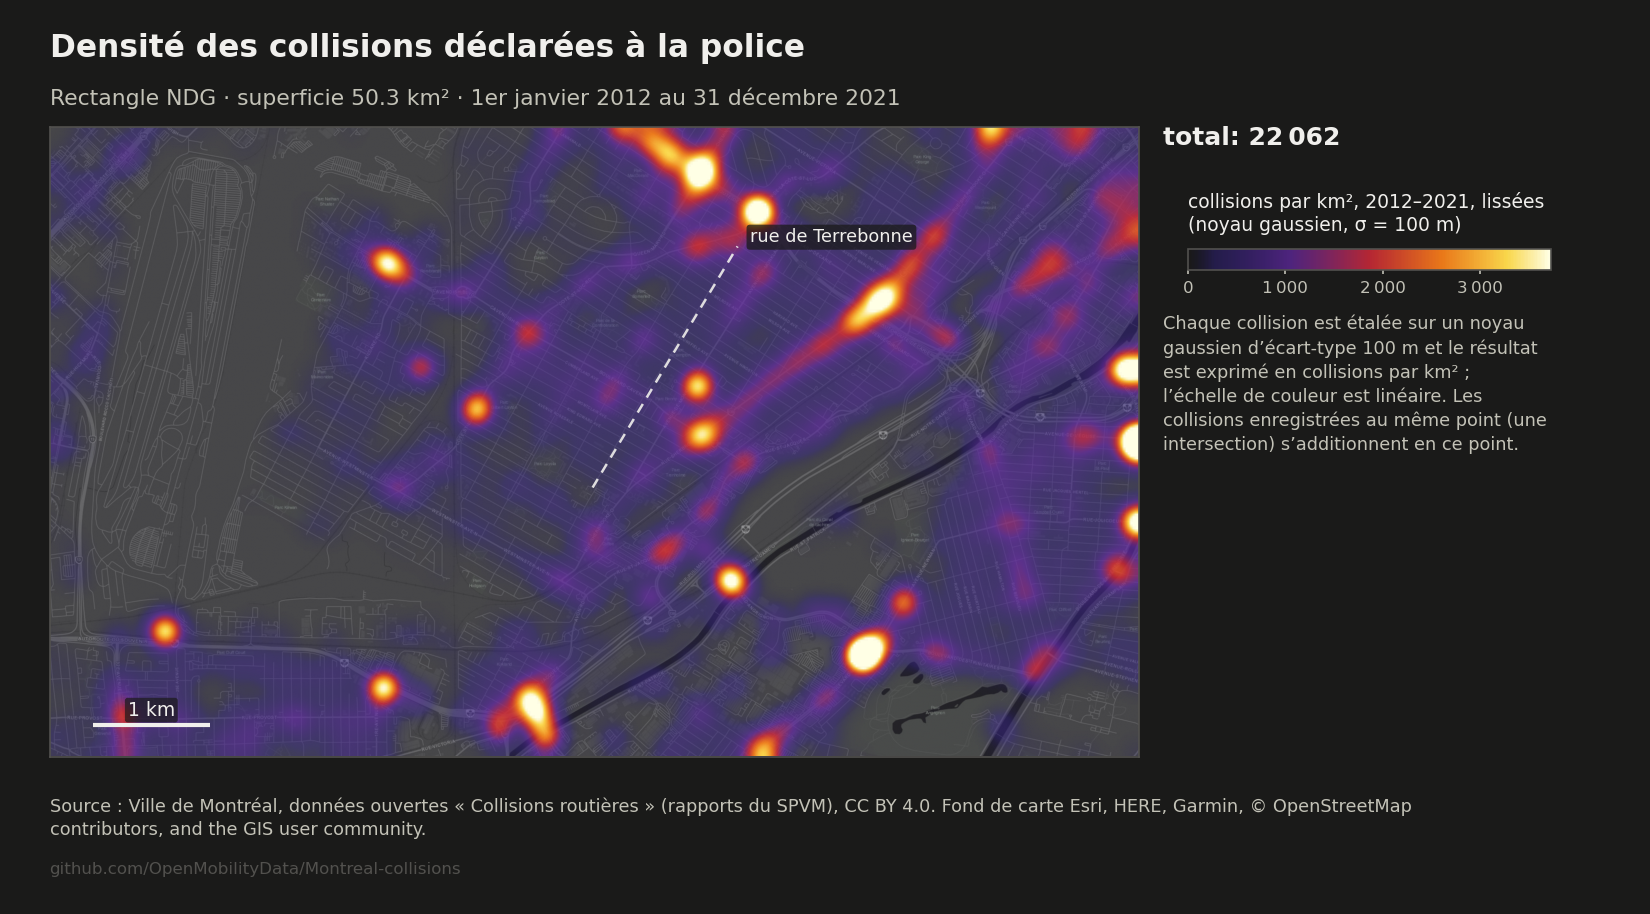 Densité des collisions déclarées à la police
Rectangle NDG · superficie 50.3 km² · 1er janvier 2012 au 31 décembre 2021
total: 22 062
collisions par km², 2012–2021, lissées
(noyau gaussien, σ = 100 m)
0 1 000 2 000 3 000
Chaque collision est étalée sur un noyau
gaussien d’écart-type 100 m et le résultat
est exprimé en collisions par km² ;
l’échelle de couleur est linéaire. Les
collisions enregistrées au même point (une
intersection) s’additionnent en ce point.
rue de Terrebonne
1 km
Source : Ville de Montréal, données ouvertes « Collisions routières » (rapports du SPVM), CC BY 4.0. Fond de carte Esri, HERE, Garmin, © OpenStreetMap
contributors, and the GIS user community.
github.com/OpenMobilityData/Montreal-collisions